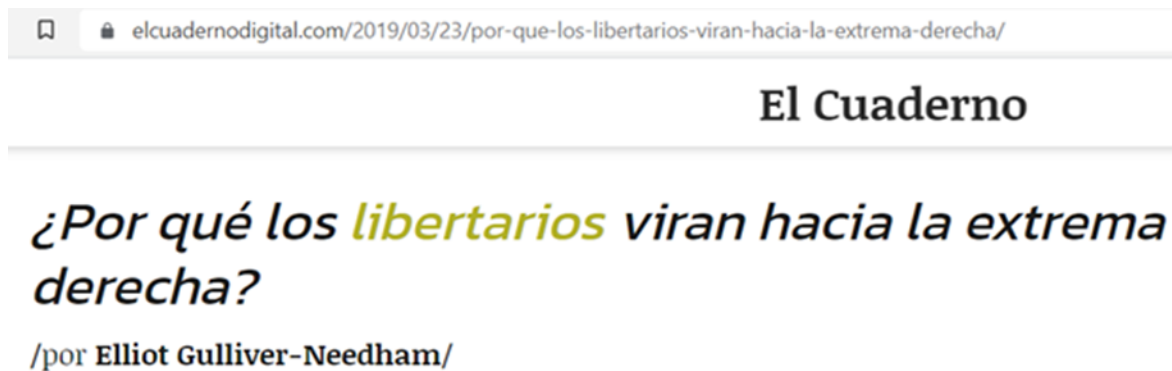 elcuadernodigital.com/2019/03/23/por-que-los-libertarios-viran-hacia-la-extrema-derecha/
El Cuaderno
¿Por qué los libertarios viran hacia la extrema
derecha?
/por Elliot Gulliver-Needham/